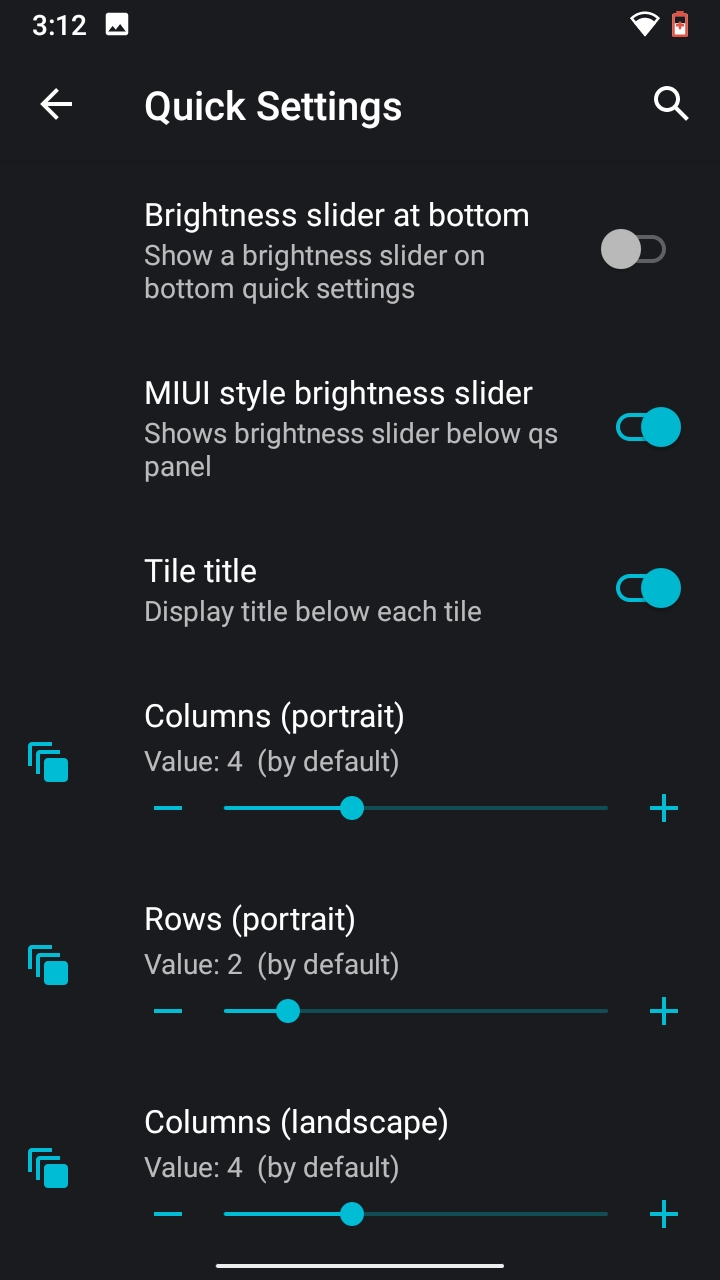 3:12
Quick Settings
Brightness slider at bottom
Show a brightness slider on
bottom quick settings
MIUI style brightness slider
Shows brightness slider below qs
panel
Tile title
Display title below each tile
Columns (portrait)
Value: 4 (by default)
Rows (portrait)
Value: 2 (by default)
Columns (landscape)
Value: 4 (by default)